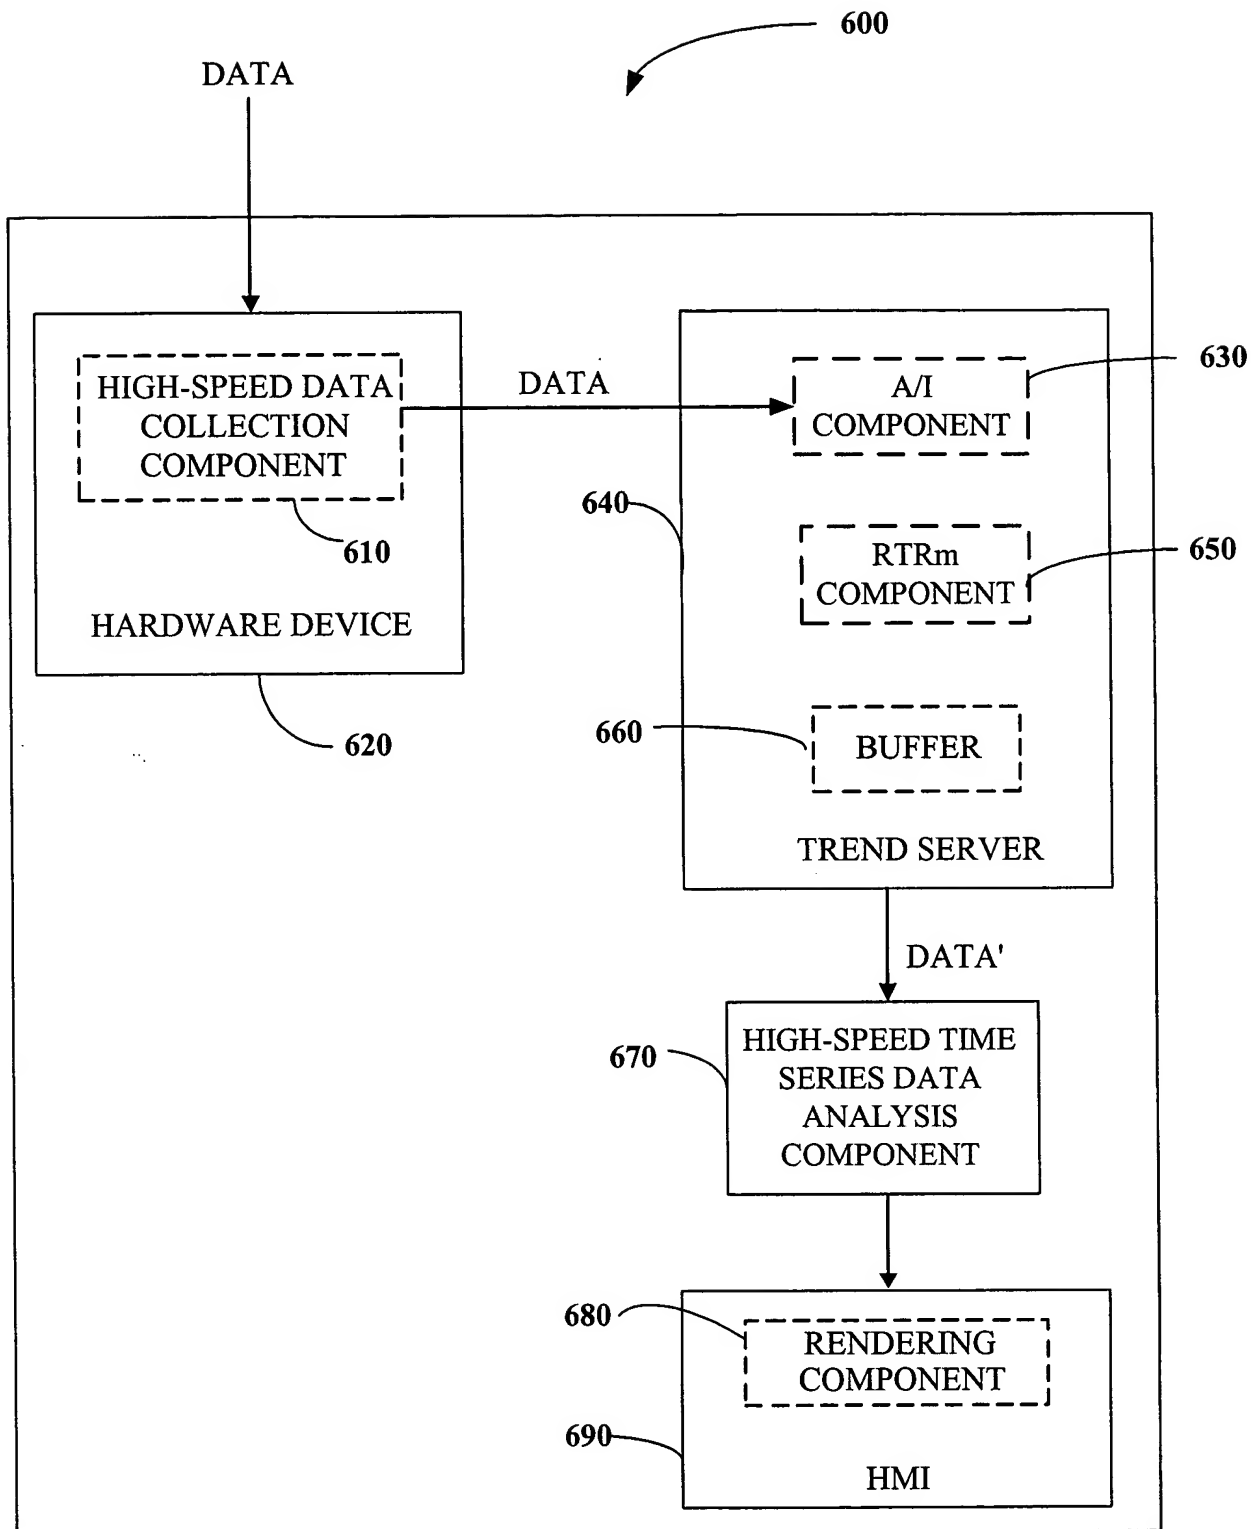 600
DATA
HIGH-SPEED DATA
COLLECTION
COMPONENT
610
HARDWARE DEVICE
620
DATA
A/I
COMPONENT
630
640
RTRm
COMPONENT
650
660
BUFFER
TREND SERVER
DATA'
670
HIGH-SPEED TIME
SERIES DATA
ANALYSIS
COMPONENT
680
RENDERING
COMPONENT
690
HMI